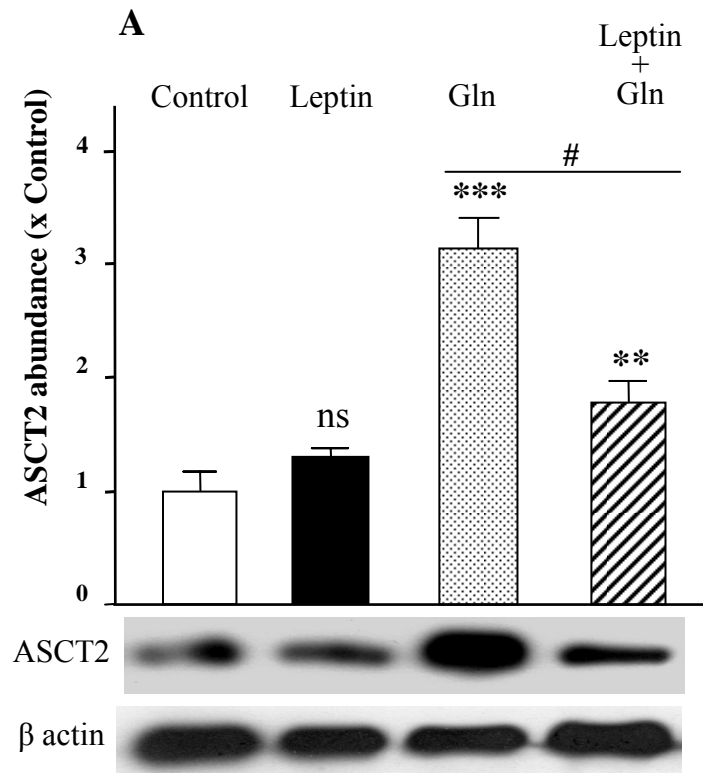 A
Control Leptin Gln Leptin
+
Gln
ASCT2 abundance (x Control)
4
3
2
1
0
#
***
**
ns
ASCT2
β actin